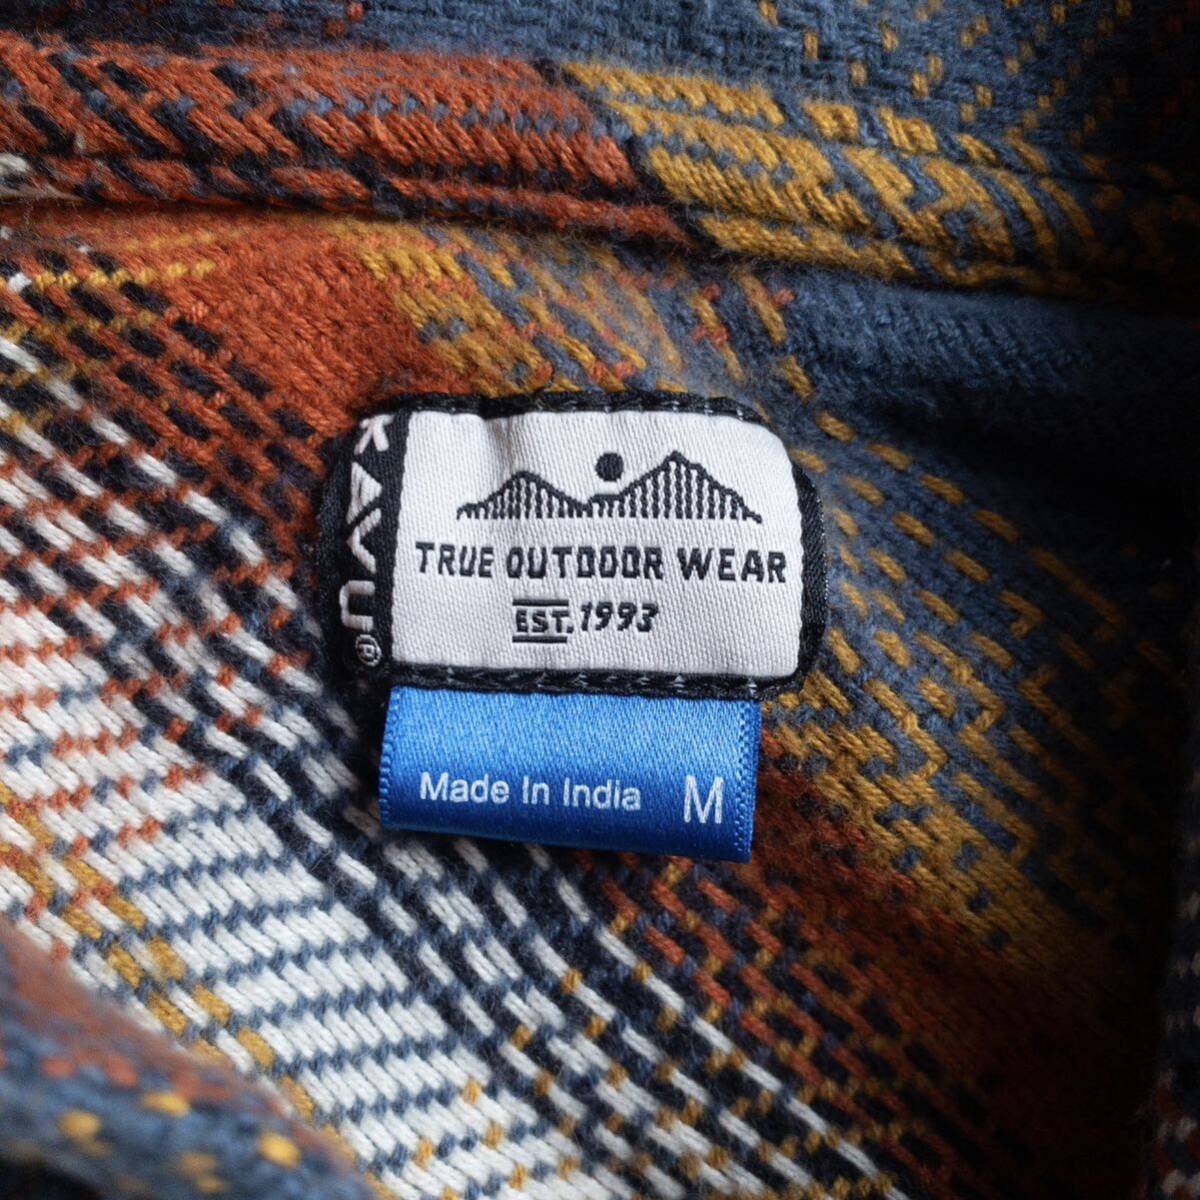 KAVU®
TRUE OUTDOOR WEAR
EST. 1993
Made In India M